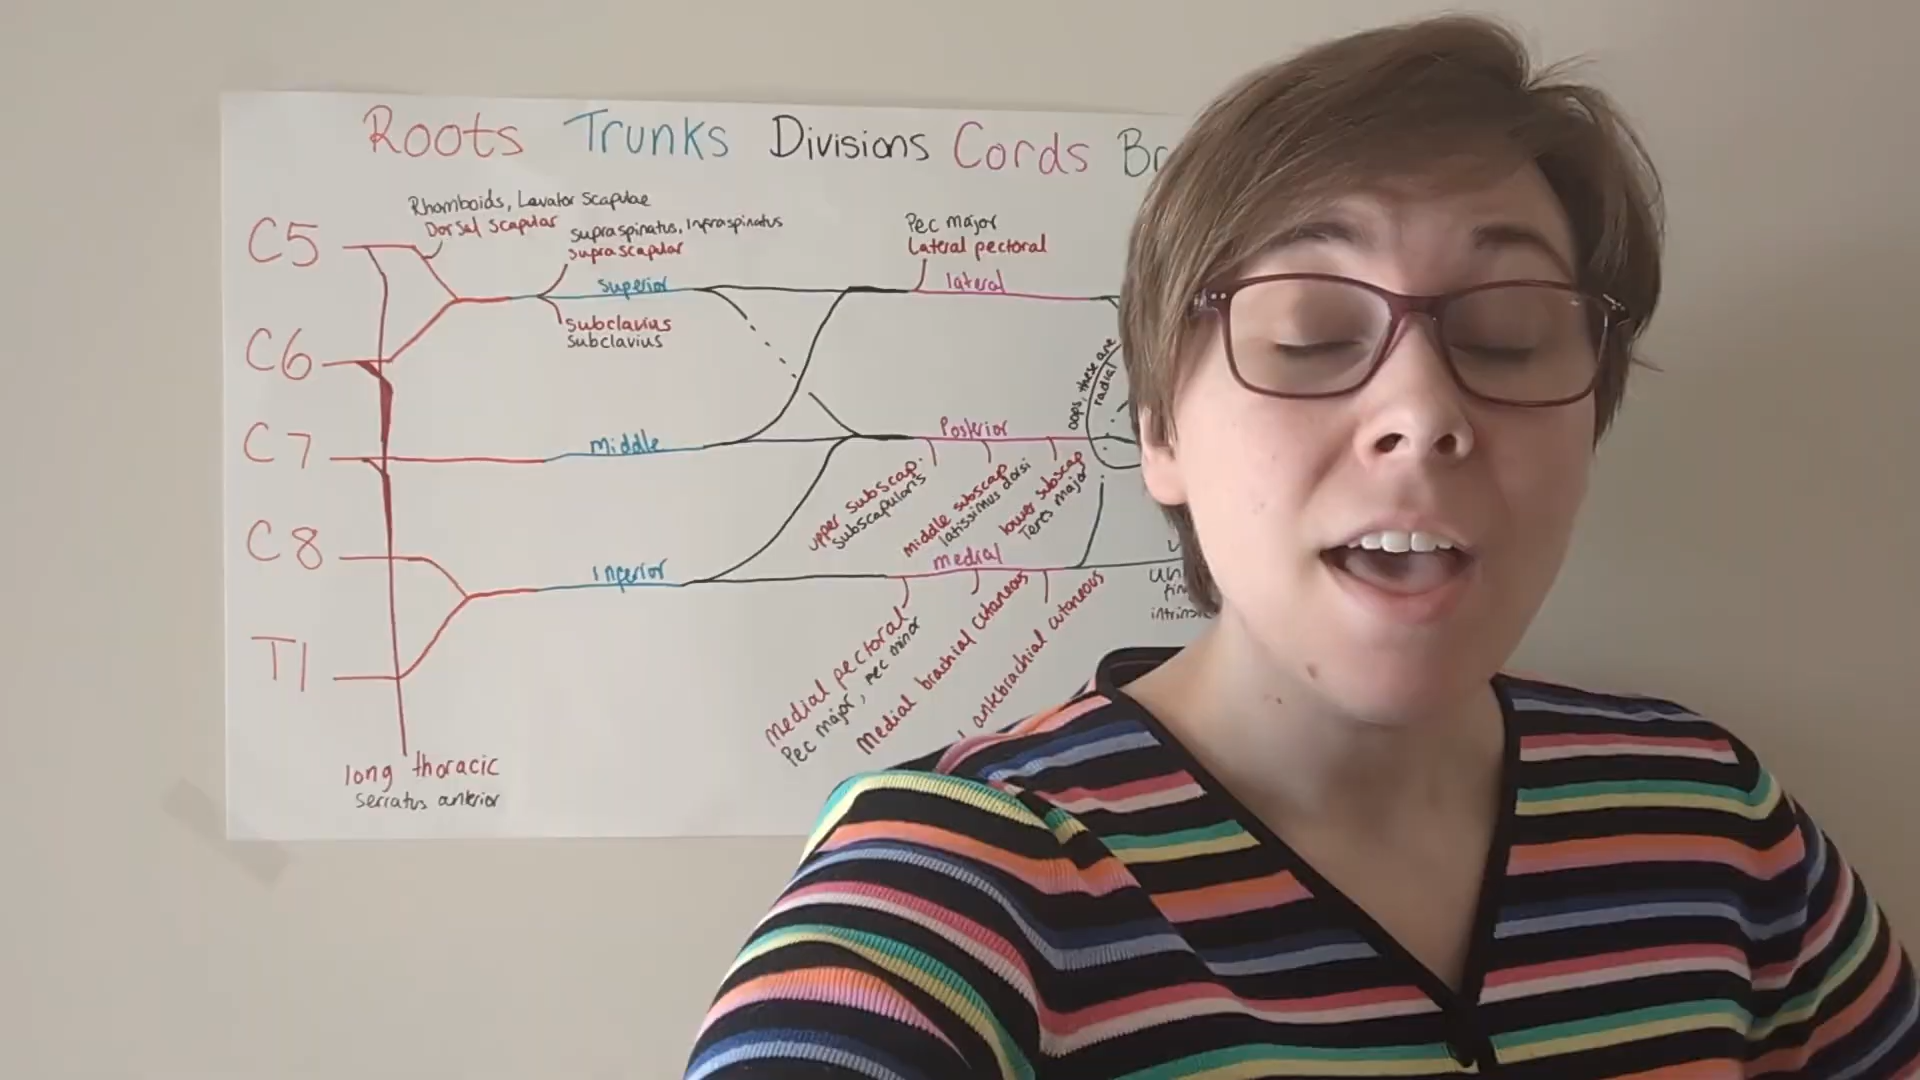 Roots Trunks Divisions Cords Br
Rhomboids, Levator Scapulae
Dorsal Scapular
Supraspinatus, Infraspinatus
Suprascapular
Pec major
Lateral pectoral
C5
Superior
lateral
Subclavius
Subclavius
C6
oops, these are
radial
C7
Middle
Posterior
upper subscap.
subscapularis
middle subscap
latissimus dorsi
lower subscap
Teres major
C8
Inferior
medial
T1
medial pectoral
Pec major, pec minor
Medial brachial cutaneous
antebrachial cutaneous
long thoracic
serratus anterior